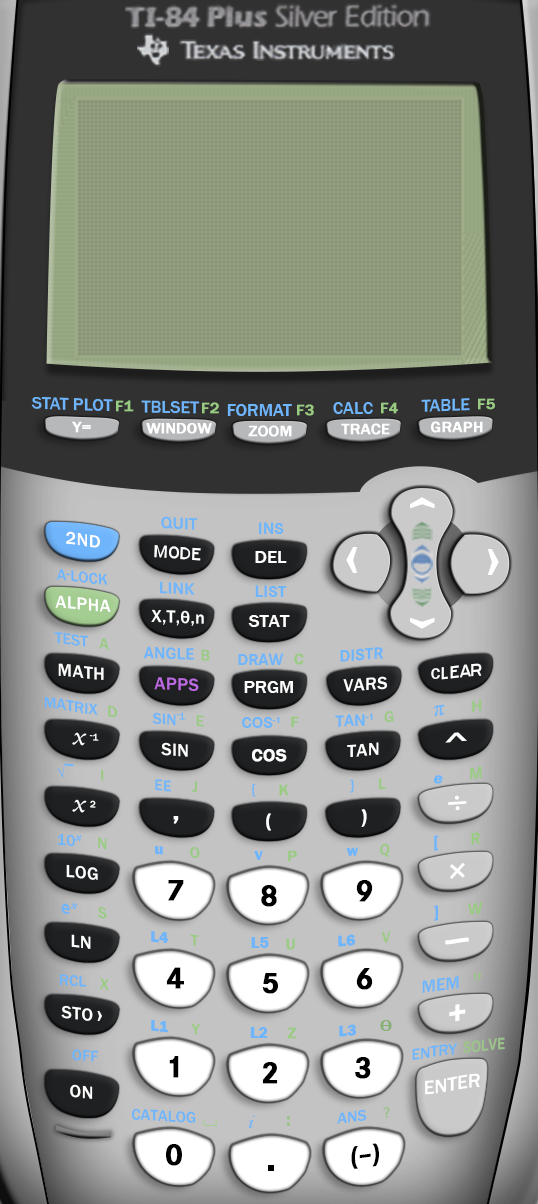 TI-84 Plus Silver Edition
TEXAS INSTRUMENTS
STAT PLOT F1 TBLSET F2 FORMAT F3 CALC F4 TABLE F5
Y= WINDOW ZOOM TRACE GRAPH
QUIT INS
2ND MODE DEL
A-LOCK LINK LIST
ALPHA X,T,θ,n STAT
TEST A ANGLE B DRAW C DISTR
MATH APPS PRGM VARS CLEAR
MATRIX D SIN⁻¹ E COS⁻¹ F TAN⁻¹ G π H
x⁻¹ SIN COS TAN ^
√ I EE J { K } L e M
x² , ( ) ÷
10ˣ N u O v P w Q [ R
LOG 7 8 9 ×
eˣ S L4 T L5 U L6 V ] W
LN 4 5 6 −
RCL X L1 Y L2 Z L3 θ MEM "
STO› 1 2 3 +
OFF CATALOG _ i : ANS ? ENTRY SOLVE
ON 0 . (−) ENTER